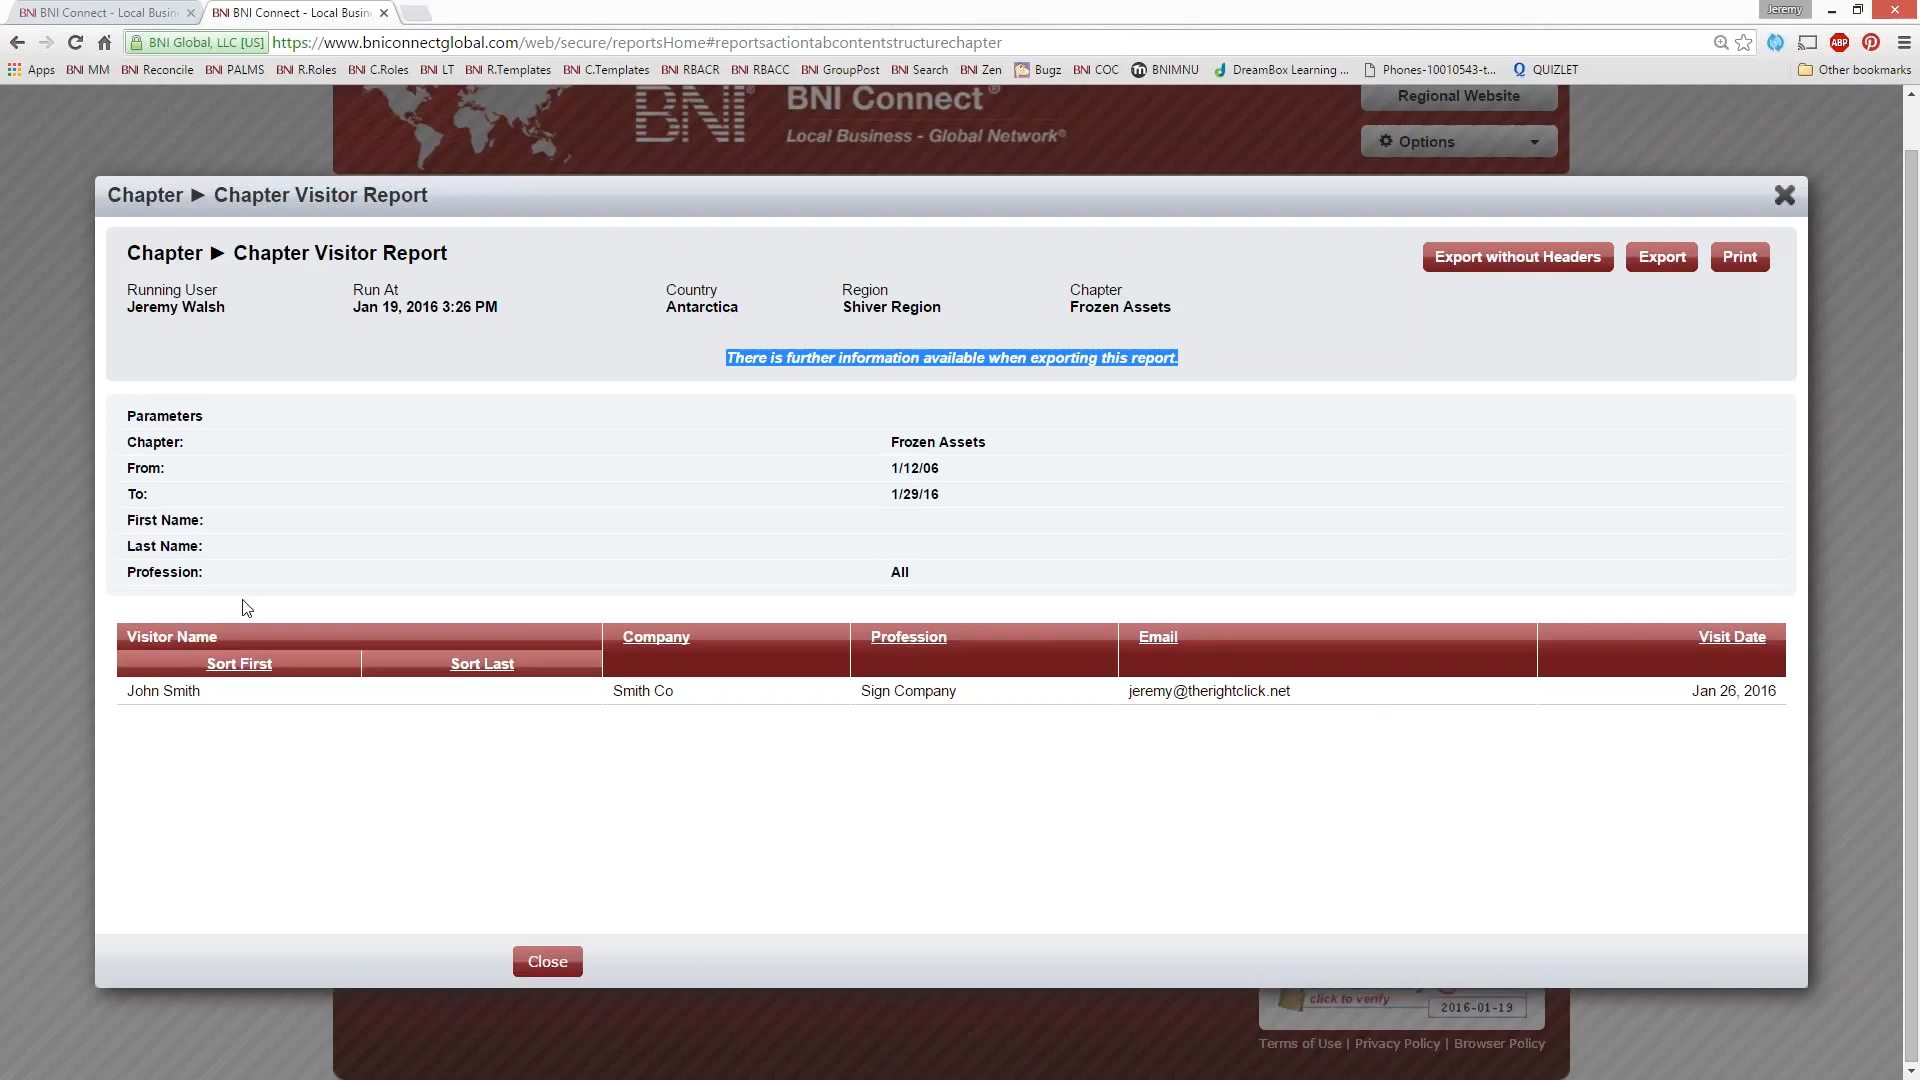 BNI BNI Connect - Local Busin
BNI BNI Connect - Local Busin
Jeremy
BNI Global, LLC [US] https://www.bniconnectglobal.com/web/secure/reportsHome#reportsactiontabcontentstructurechapter
ABP
Apps BNI MM BNI Reconcile BNI PALMS BNI R.Roles BNI C.Roles BNI LT BNI R.Templates BNI C.Templates BNI RBACR BNI RBACC BNI GroupPost BNI Search BNI Zen Bugz BNI COC BNIMNU DreamBox Learning ... Phones-10010543-t... QUIZLET Other bookmarks
BNI® BNI Connect®
Local Business - Global Network®
Regional Website
Options
Chapter ► Chapter Visitor Report
Chapter ► Chapter Visitor Report
Export without Headers Export Print
Running User Run At Country Region Chapter
Jeremy Walsh Jan 19, 2016 3:26 PM Antarctica Shiver Region Frozen Assets
There is further information available when exporting this report.
Parameters
Chapter: Frozen Assets
From: 1/12/06
To: 1/29/16
First Name:
Last Name:
Profession: All
Visitor Name Company Profession Email Visit Date
Sort First Sort Last
John Smith Smith Co Sign Company jeremy@therightclick.net Jan 26, 2016
Close
click to verify
2016-01-19
Terms of Use | Privacy Policy | Browser Policy